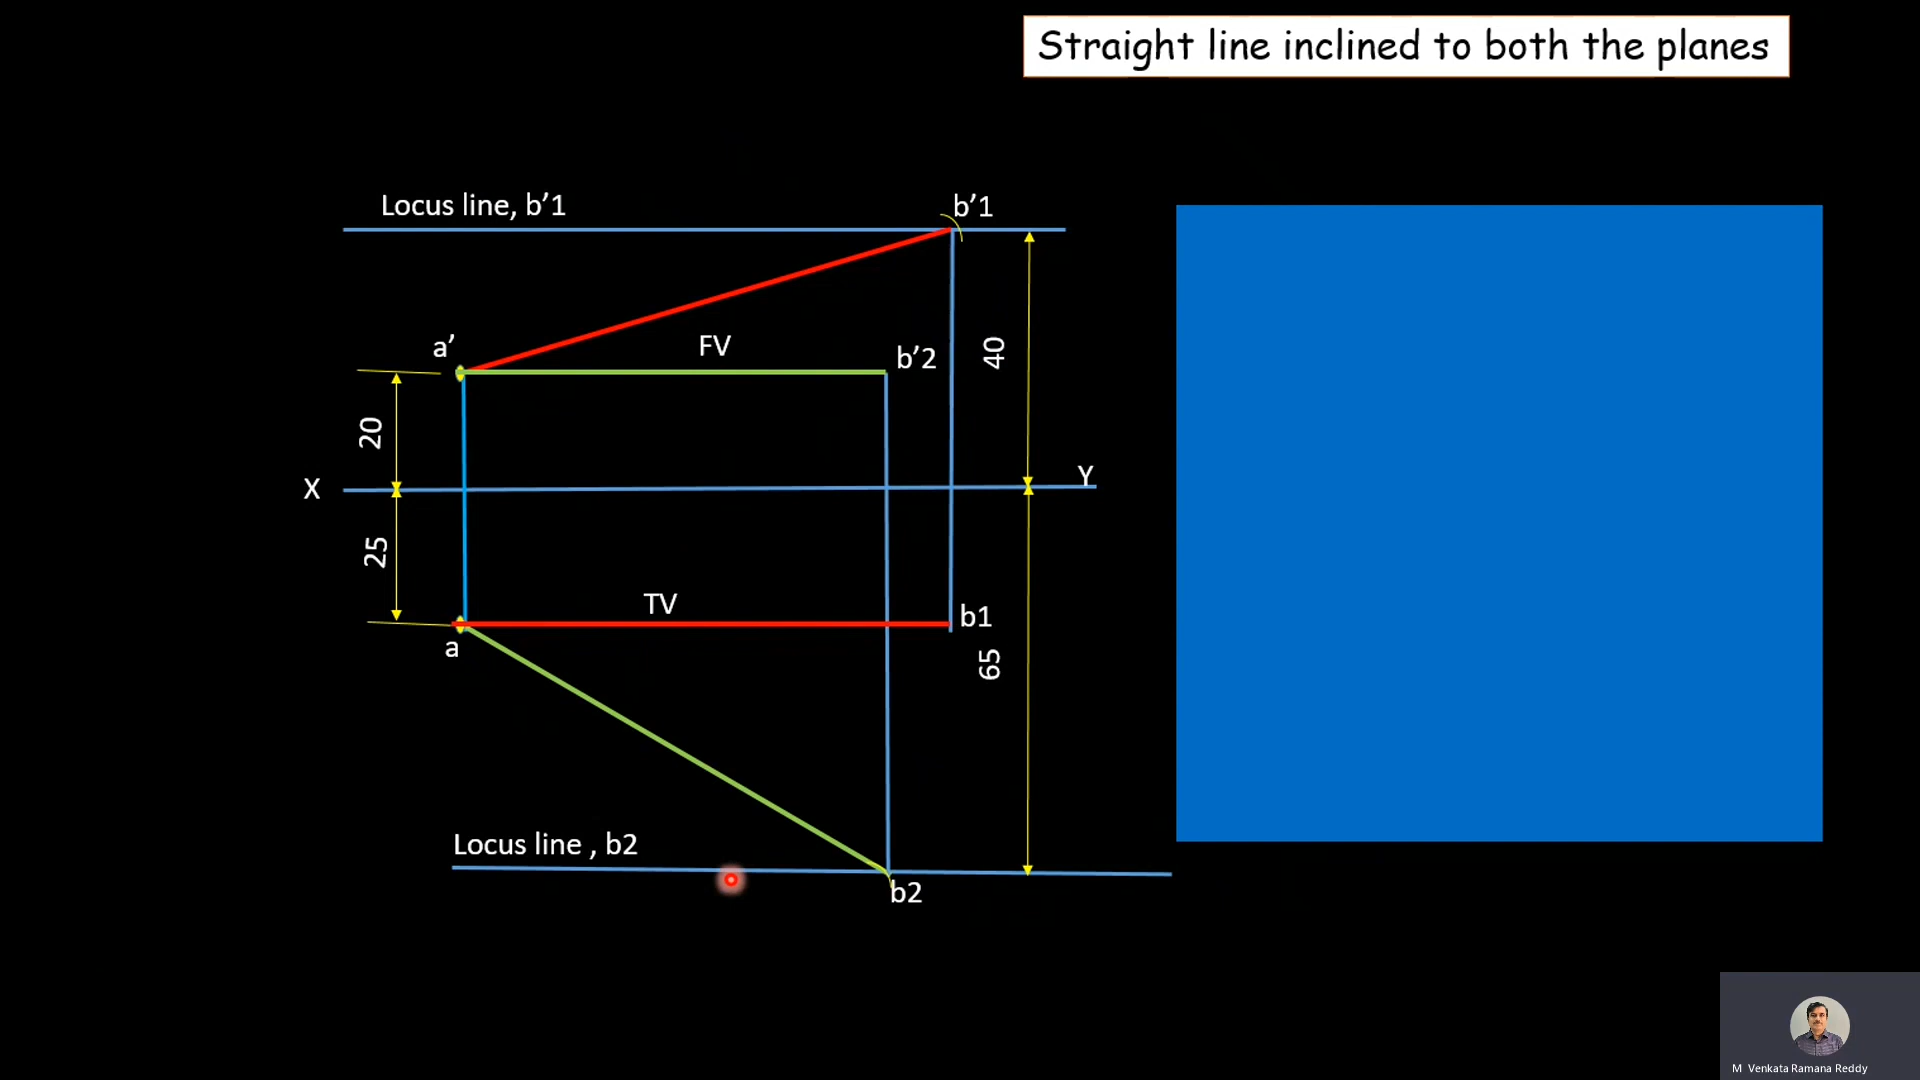 Straight line inclined to both the planes
Locus line, b’1
b’1
a’
FV
b’2
40
20
X
Y
25
TV
b1
a
65
Locus line , b2
b2
M Venkata Ramana Reddy